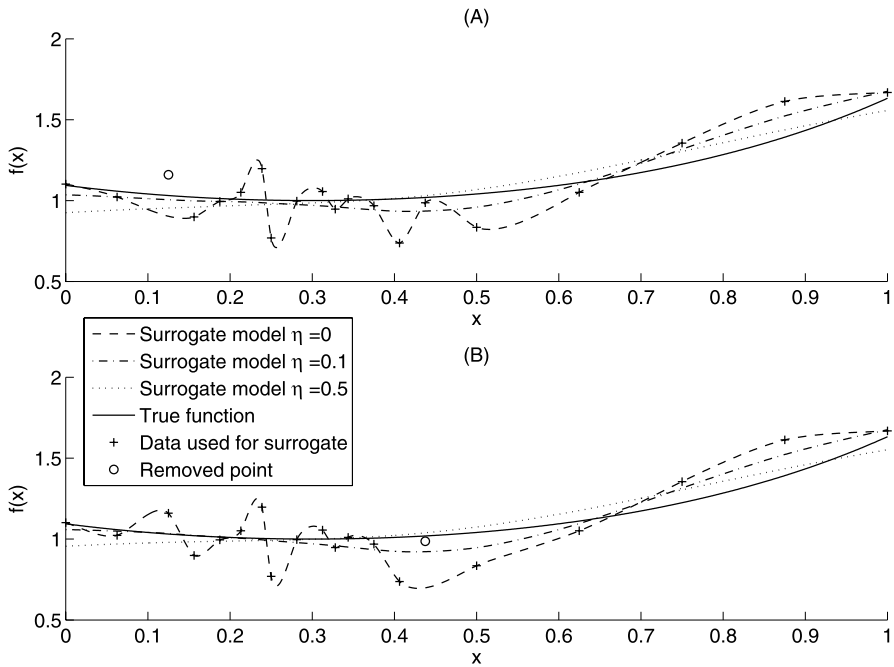 (A)
2
1.5
1
0.5
f(x)
0 0.1 0.2 0.3 0.4 0.5 0.6 0.7 0.8 0.9 1
x
Surrogate model η =0
Surrogate model η =0.1
Surrogate model η =0.5
True function
Data used for surrogate
Removed point
(B)
2
1.5
1
0.5
f(x)
0 0.1 0.2 0.3 0.4 0.5 0.6 0.7 0.8 0.9 1
x